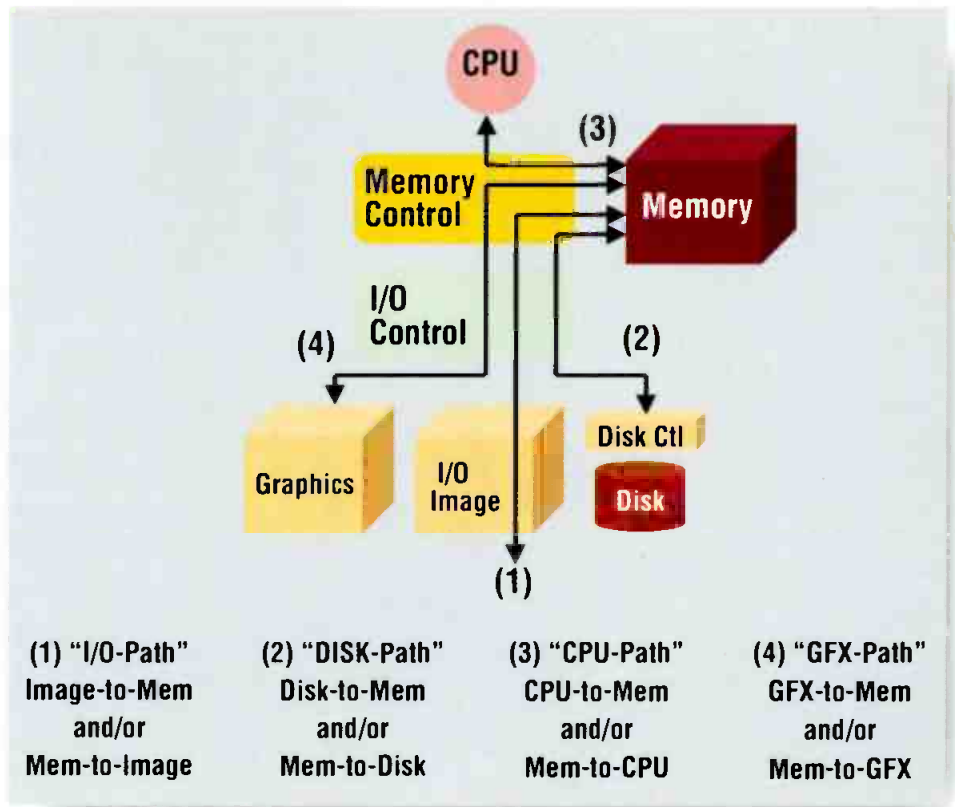 CPU
(3)
Memory
Control
Memory
I/O
Control
(4)
(2)
Graphics
I/O
Image
Disk Ctl
Disk
(1)
(1) “I/O-Path”
Image-to-Mem
and/or
Mem-to-Image
(2) “DISK-Path”
Disk-to-Mem
and/or
Mem-to-Disk
(3) “CPU-Path”
CPU-to-Mem
and/or
Mem-to-CPU
(4) “GFX-Path”
GFX-to-Mem
and/or
Mem-to-GFX